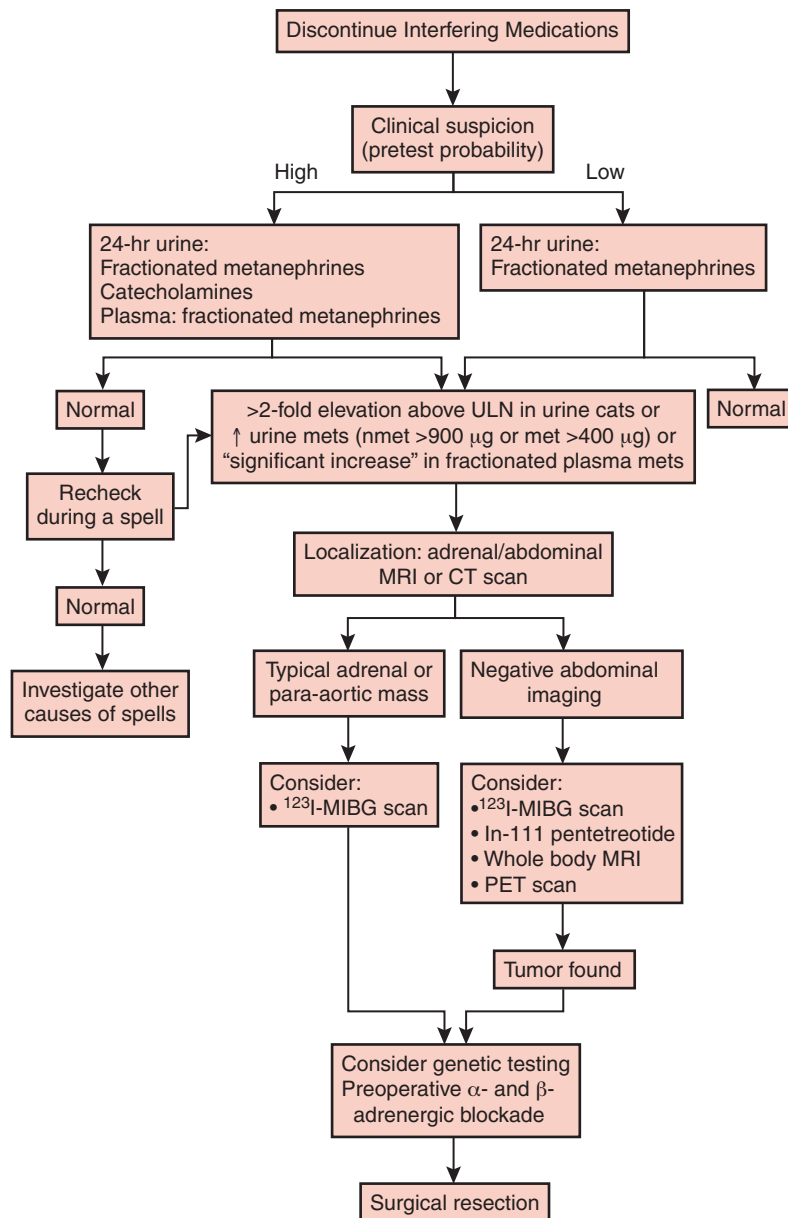 Discontinue Interfering Medications
Clinical suspicion
(pretest probability)
High
Low
24-hr urine:
Fractionated metanephrines
Catecholamines
Plasma: fractionated metanephrines
24-hr urine:
Fractionated metanephrines
Normal
>2-fold elevation above ULN in urine cats or
↑ urine mets (nmet >900 μg or met >400 μg) or
“significant increase” in fractionated plasma mets
Normal
Recheck
during a spell
Normal
Investigate other
causes of spells
Localization: adrenal/abdominal
MRI or CT scan
Typical adrenal or
para-aortic mass
Negative abdominal
imaging
Consider:
• ¹²³I-MIBG scan
Consider:
•¹²³I-MIBG scan
• In-111 pentetreotide
• Whole body MRI
• PET scan
Tumor found
Consider genetic testing
Preoperative α- and β-
adrenergic blockade
Surgical resection